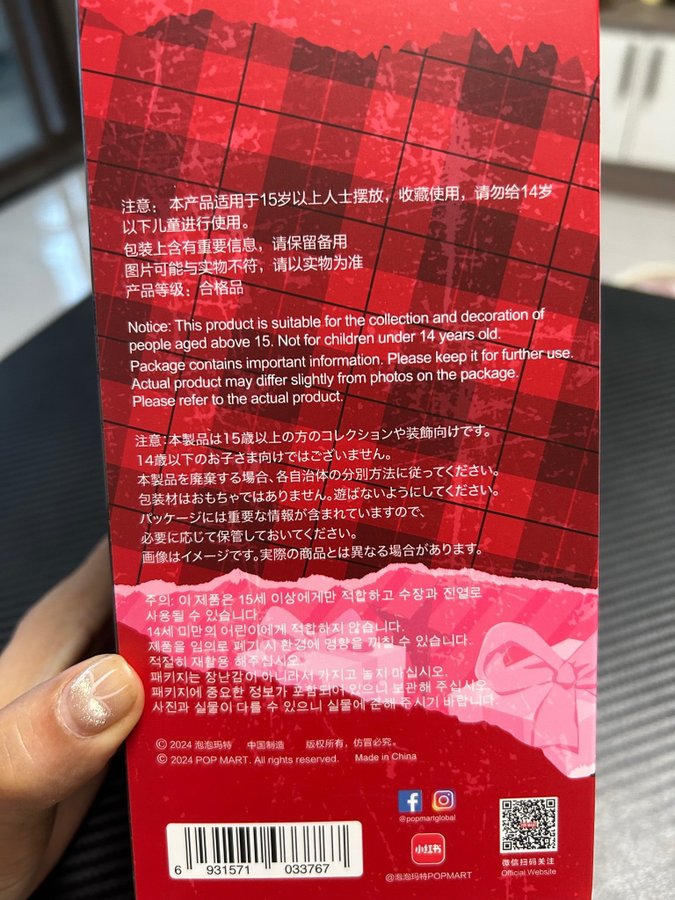 注意：本产品适用于15岁以上人士摆放，收藏使用，请勿给14岁
以下儿童进行使用。
包装上含有重要信息，请保留备用
图片可能与实物不符，请以实物为准
产品等级：合格品
Notice: This product is suitable for the collection and decoration of
people aged above 15. Not for children under 14 years old.
Package contains important information. Please keep it for further use.
Actual product may differ slightly from photos on the package.
Please refer to the actual product.
注意:本製品は15歳以上の方のコレクションや装飾向けです。
14歳以下のお子さま向けではございません。
本製品を廃棄する場合、各自治体の分別方法に従ってください。
包装材はおもちゃではありません。遊ばないようにしてください。
パッケージには重要な情報が含まれていますので、
必要に応じて保管しておいてください。
画像はイメージです。実際の商品とは異なる場合があります。
주의: 이 제품은 15세 이상에게만 적합하고 수장과 진열로
사용될 수 있습니다.
14세 미만의 어린이에게 적합하지 않습니다.
제품을 임의로 폐기 시 환경에 영향을 끼칠 수 있습니다.
적절히 재활용 해주십시오.
패키지는 장난감이 아니라서 가지고 놀지 마십시오.
패키지에 중요한 정보가 포함되어 있으니 보관해 주십시오.
사진과 실물이 다를 수 있으니 실물에 준해 주시기 바랍니다.
© 2024 泡泡玛特 中国制造 版权所有，仿冒必究。
© 2024 POP MART. All rights reserved. Made in China
@popmartglobal
小红书
@泡泡玛特POPMART
微信扫码关注
Official Website
6 931571 033767